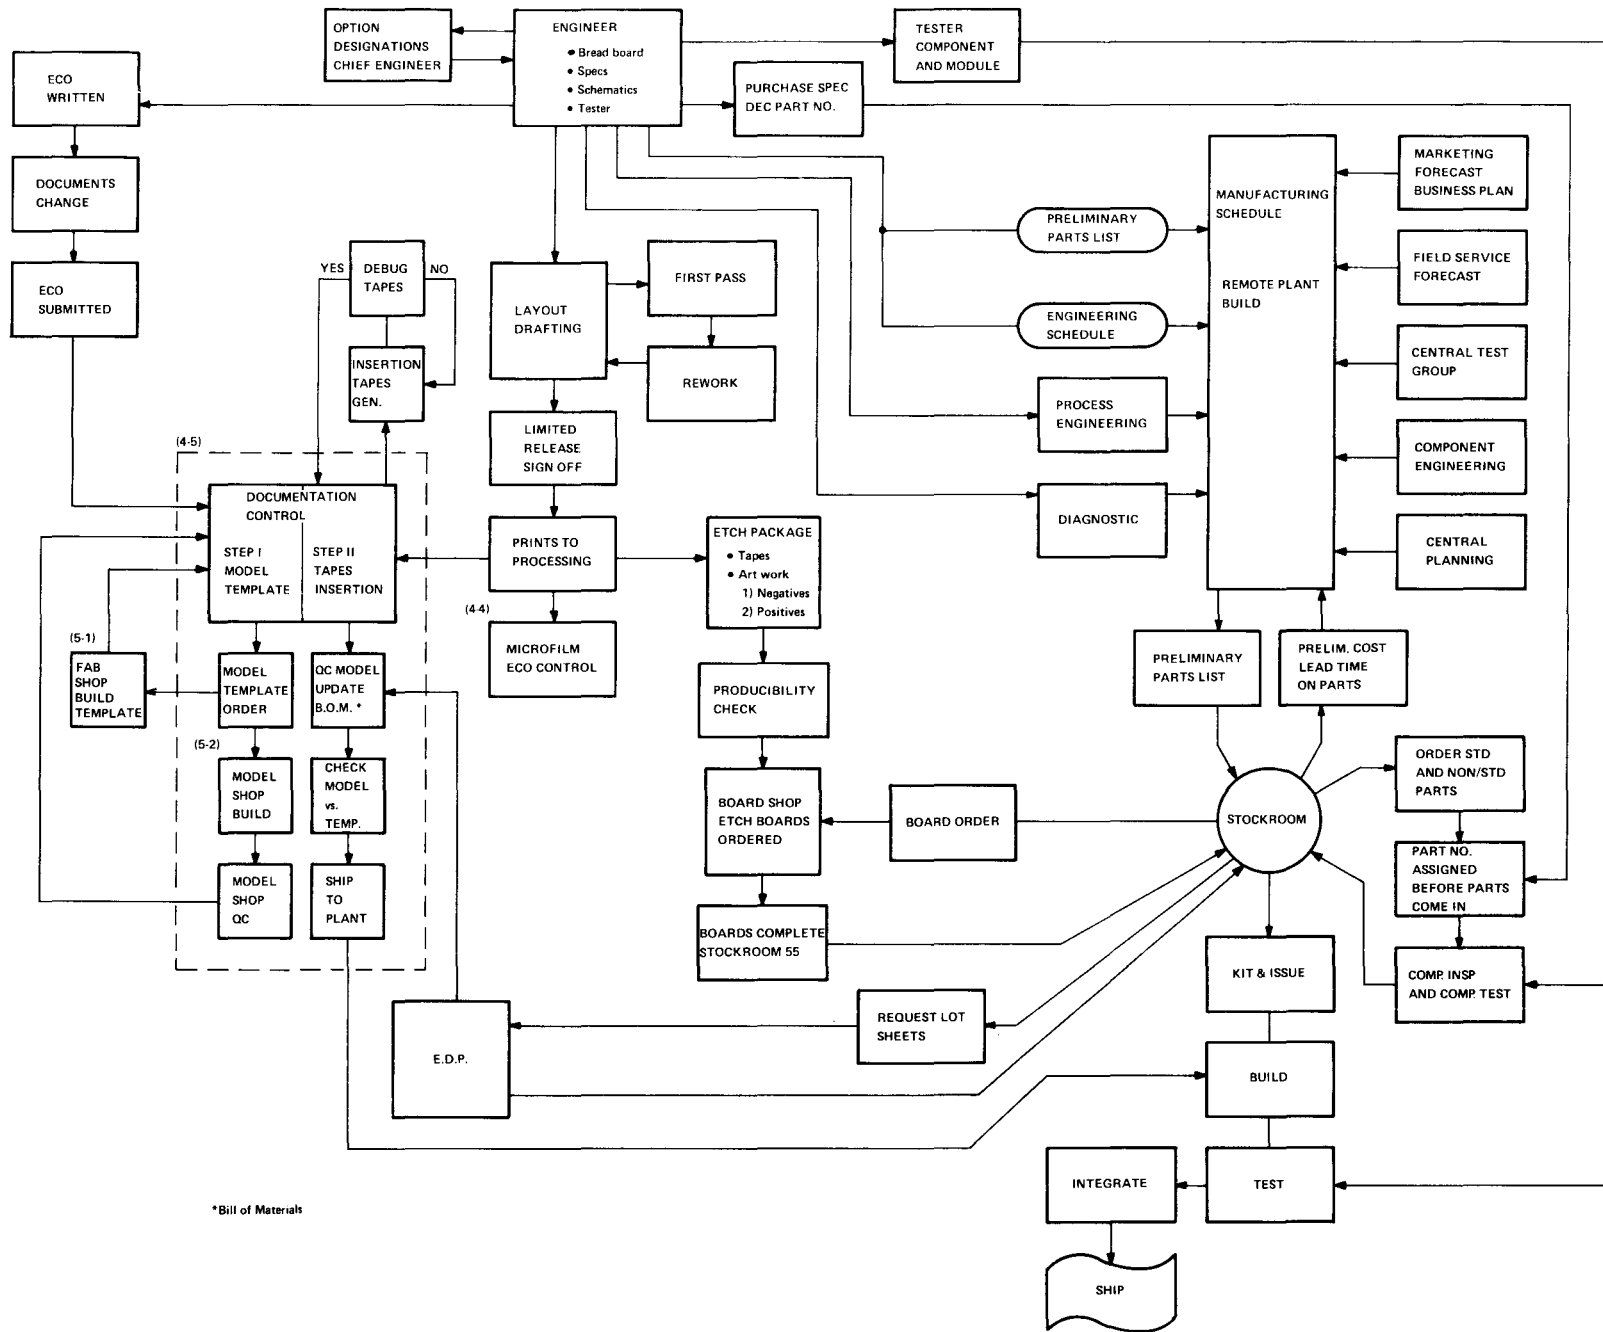 OPTION
DESIGNATIONS
CHIEF ENGINEER
ENGINEER
• Bread board
• Specs
• Schematics
• Tester
TESTER
COMPONENT
AND MODULE
ECO
WRITTEN
PURCHASE SPEC
DEC PART NO.
DOCUMENTS
CHANGE
MANUFACTURING
SCHEDULE
REMOTE PLANT
BUILD
MARKETING
FORECAST
BUSINESS PLAN
PRELIMINARY
PARTS LIST
FIELD SERVICE
FORECAST
ECO
SUBMITTED
YES
DEBUG
TAPES
NO
LAYOUT
DRAFTING
FIRST PASS
ENGINEERING
SCHEDULE
CENTRAL TEST
GROUP
INSERTION
TAPES
GEN.
REWORK
PROCESS
ENGINEERING
COMPONENT
ENGINEERING
LIMITED
RELEASE
SIGN OFF
(4-5)
DOCUMENTATION
CONTROL
STEP I
MODEL
TEMPLATE
STEP II
TAPES
INSERTION
PRINTS TO
PROCESSING
ETCH PACKAGE
• Tapes
• Art work
1) Negatives
2) Positives
DIAGNOSTIC
CENTRAL
PLANNING
(4-4)
MICROFILM
ECO CONTROL
(5-1)
FAB
SHOP
BUILD
TEMPLATE
MODEL
TEMPLATE
ORDER
QC MODEL
UPDATE
B.O.M. *
PRODUCIBILITY
CHECK
PRELIMINARY
PARTS LIST
PRELIM. COST
LEAD TIME
ON PARTS
(5-2)
MODEL
SHOP
BUILD
CHECK
MODEL
vs.
TEMP.
BOARD SHOP
ETCH BOARDS
ORDERED
BOARD ORDER
STOCKROOM
ORDER STD
AND NON/STD
PARTS
PART NO.
ASSIGNED
BEFORE PARTS
COME IN
MODEL
SHOP
QC
SHIP
TO
PLANT
BOARDS COMPLETE
STOCKROOM 55
KIT & ISSUE
COMP. INSP
AND COMP. TEST
E.D.P.
REQUEST LOT
SHEETS
BUILD
INTEGRATE
TEST
*Bill of Materials
SHIP